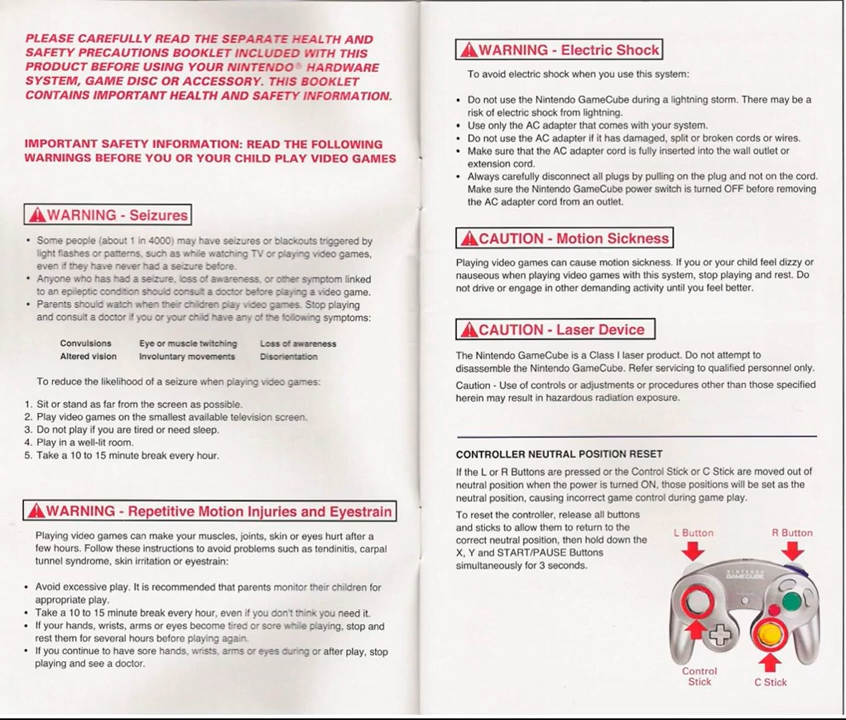 PLEASE CAREFULLY READ THE SEPARATE HEALTH AND
SAFETY PRECAUTIONS BOOKLET INCLUDED WITH THIS
PRODUCT BEFORE USING YOUR NINTENDO® HARDWARE
SYSTEM, GAME DISC OR ACCESSORY. THIS BOOKLET
CONTAINS IMPORTANT HEALTH AND SAFETY INFORMATION.
IMPORTANT SAFETY INFORMATION: READ THE FOLLOWING
WARNINGS BEFORE YOU OR YOUR CHILD PLAY VIDEO GAMES
WARNING - Seizures
• Some people (about 1 in 4000) may have seizures or blackouts triggered by
light flashes or patterns, such as while watching TV or playing video games,
even if they have never had a seizure before.
• Anyone who has had a seizure, loss of awareness, or other symptom linked
to an epileptic condition should consult a doctor before playing a video game.
• Parents should watch when their children play video games. Stop playing
and consult a doctor if you or your child have any of the following symptoms:
Convulsions Eye or muscle twitching Loss of awareness
Altered vision Involuntary movements Disorientation
To reduce the likelihood of a seizure when playing video games:
1. Sit or stand as far from the screen as possible.
2. Play video games on the smallest available television screen.
3. Do not play if you are tired or need sleep.
4. Play in a well-lit room.
5. Take a 10 to 15 minute break every hour.
WARNING - Repetitive Motion Injuries and Eyestrain
Playing video games can make your muscles, joints, skin or eyes hurt after a
few hours. Follow these instructions to avoid problems such as tendinitis, carpal
tunnel syndrome, skin irritation or eyestrain:
• Avoid excessive play. It is recommended that parents monitor their children for
appropriate play.
• Take a 10 to 15 minute break every hour, even if you don't think you need it.
• If your hands, wrists, arms or eyes become tired or sore while playing, stop and
rest them for several hours before playing again.
• If you continue to have sore hands, wrists, arms or eyes during or after play, stop
playing and see a doctor.
WARNING - Electric Shock
To avoid electric shock when you use this system:
• Do not use the Nintendo GameCube during a lightning storm. There may be a
risk of electric shock from lightning.
• Use only the AC adapter that comes with your system.
• Do not use the AC adapter if it has damaged, split or broken cords or wires.
• Make sure that the AC adapter cord is fully inserted into the wall outlet or
extension cord.
• Always carefully disconnect all plugs by pulling on the plug and not on the cord.
Make sure the Nintendo GameCube power switch is turned OFF before removing
the AC adapter cord from an outlet.
CAUTION - Motion Sickness
Playing video games can cause motion sickness. If you or your child feel dizzy or
nauseous when playing video games with this system, stop playing and rest. Do
not drive or engage in other demanding activity until you feel better.
CAUTION - Laser Device
The Nintendo GameCube is a Class I laser product. Do not attempt to
disassemble the Nintendo GameCube. Refer servicing to qualified personnel only.
Caution - Use of controls or adjustments or procedures other than those specified
herein may result in hazardous radiation exposure.
CONTROLLER NEUTRAL POSITION RESET
If the L or R Buttons are pressed or the Control Stick or C Stick are moved out of
neutral position when the power is turned ON, those positions will be set as the
neutral position, causing incorrect game control during game play.
To reset the controller, release all buttons
and sticks to allow them to return to the
correct neutral position, then hold down the
X, Y and START/PAUSE Buttons
simultaneously for 3 seconds.
L Button R Button
NINTENDO
GAMECUBE
Control
Stick
C Stick